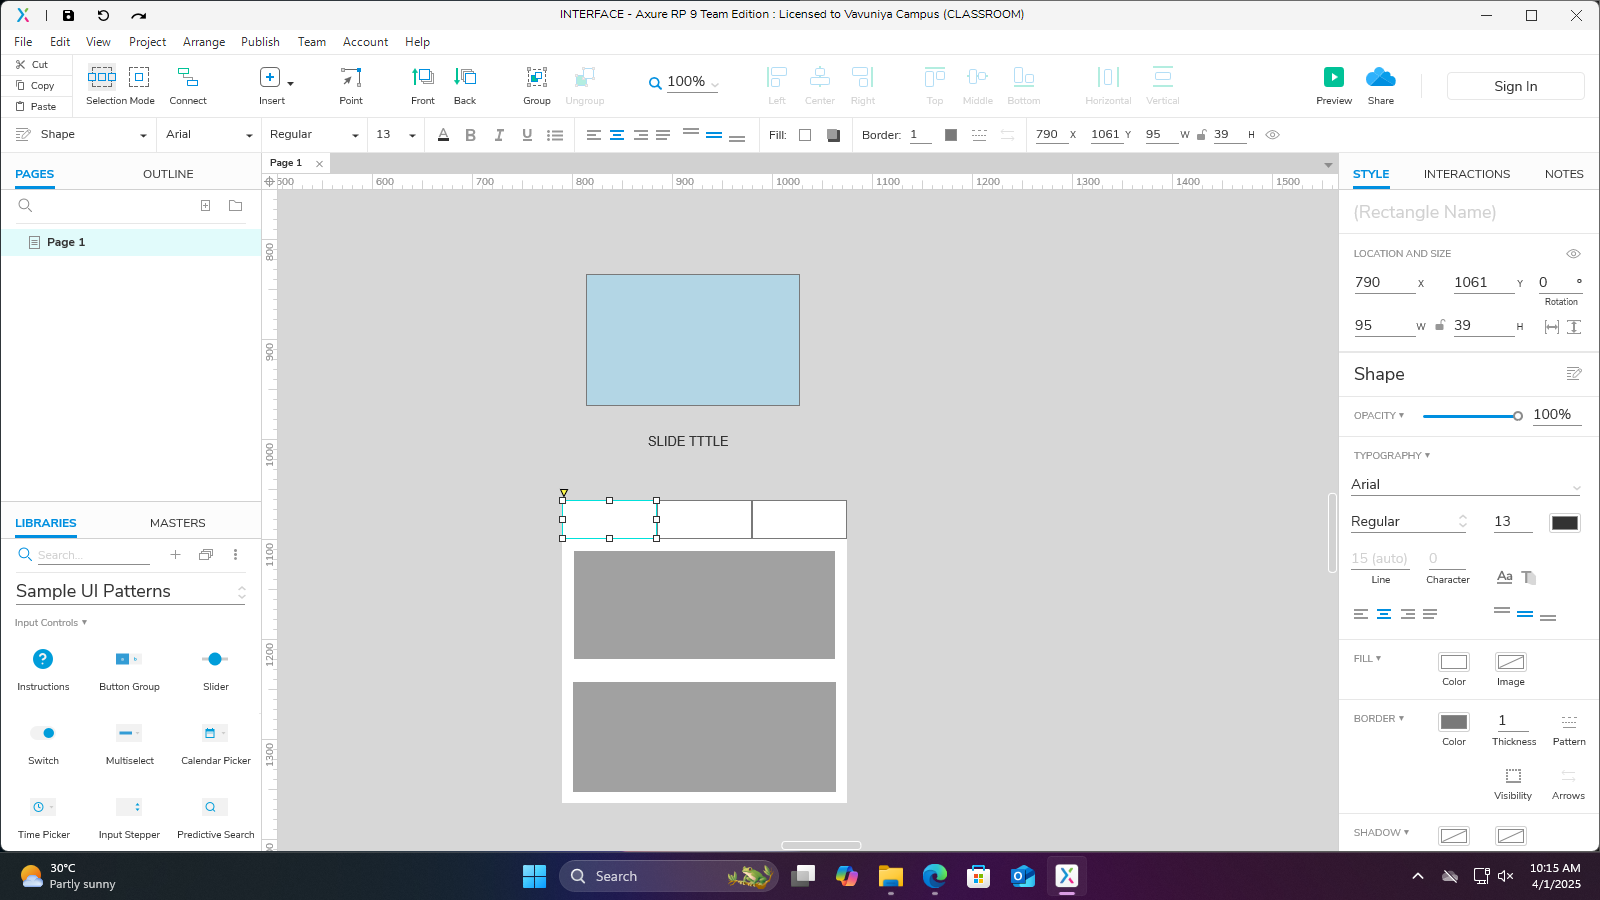 INTERFACE - Axure RP 9 Team Edition : Licensed to Vavuniya Campus (CLASSROOM)
File Edit View Project Arrange Publish Team Account Help
Cut
Copy
Paste
Selection Mode Connect Insert Point Front Back Group Ungroup 100% Left Center Right Top Middle Bottom Horizontal Vertical Preview Share Sign In
Shape Arial Regular 13 A B I U Fill: Border: 1 790 X 1061 Y 95 W 39 H
PAGES OUTLINE
Page 1
Page 1
500 600 700 800 900 1000 1100 1200 1300 1400 1500
800
900
1000
1100
1200
1300
SLIDE TTTLE
LIBRARIES MASTERS
Search...
Sample UI Patterns
Input Controls
Instructions Button Group Slider
Switch Multiselect Calendar Picker
Time Picker Input Stepper Predictive Search
STYLE INTERACTIONS NOTES
(Rectangle Name)
LOCATION AND SIZE
790 X 1061 Y 0 °
Rotation
95 W 39 H
Shape
OPACITY 100%
TYPOGRAPHY
Arial
Regular 13
15 (auto) 0
Line Character Aa T
FILL
Color Image
BORDER 1
Color Thickness Pattern
Visibility Arrows
SHADOW
30°C
Partly sunny
Search
10:15 AM
4/1/2025